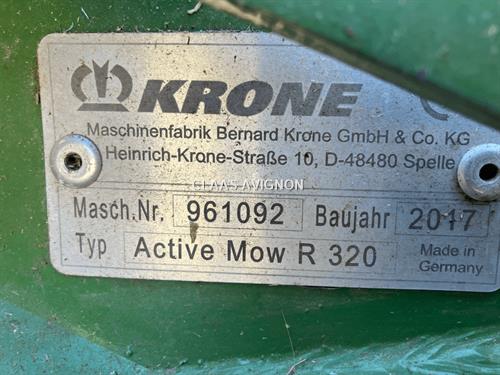 KRONE
Maschinenfabrik Bernard Krone GmbH & Co. KG
Heinrich-Krone-Straße 10, D-48480 Spelle
CLAAS AVIGNON
Masch.Nr. 961092 Baujahr 2017
Typ Active Mow R 320 Made in Germany